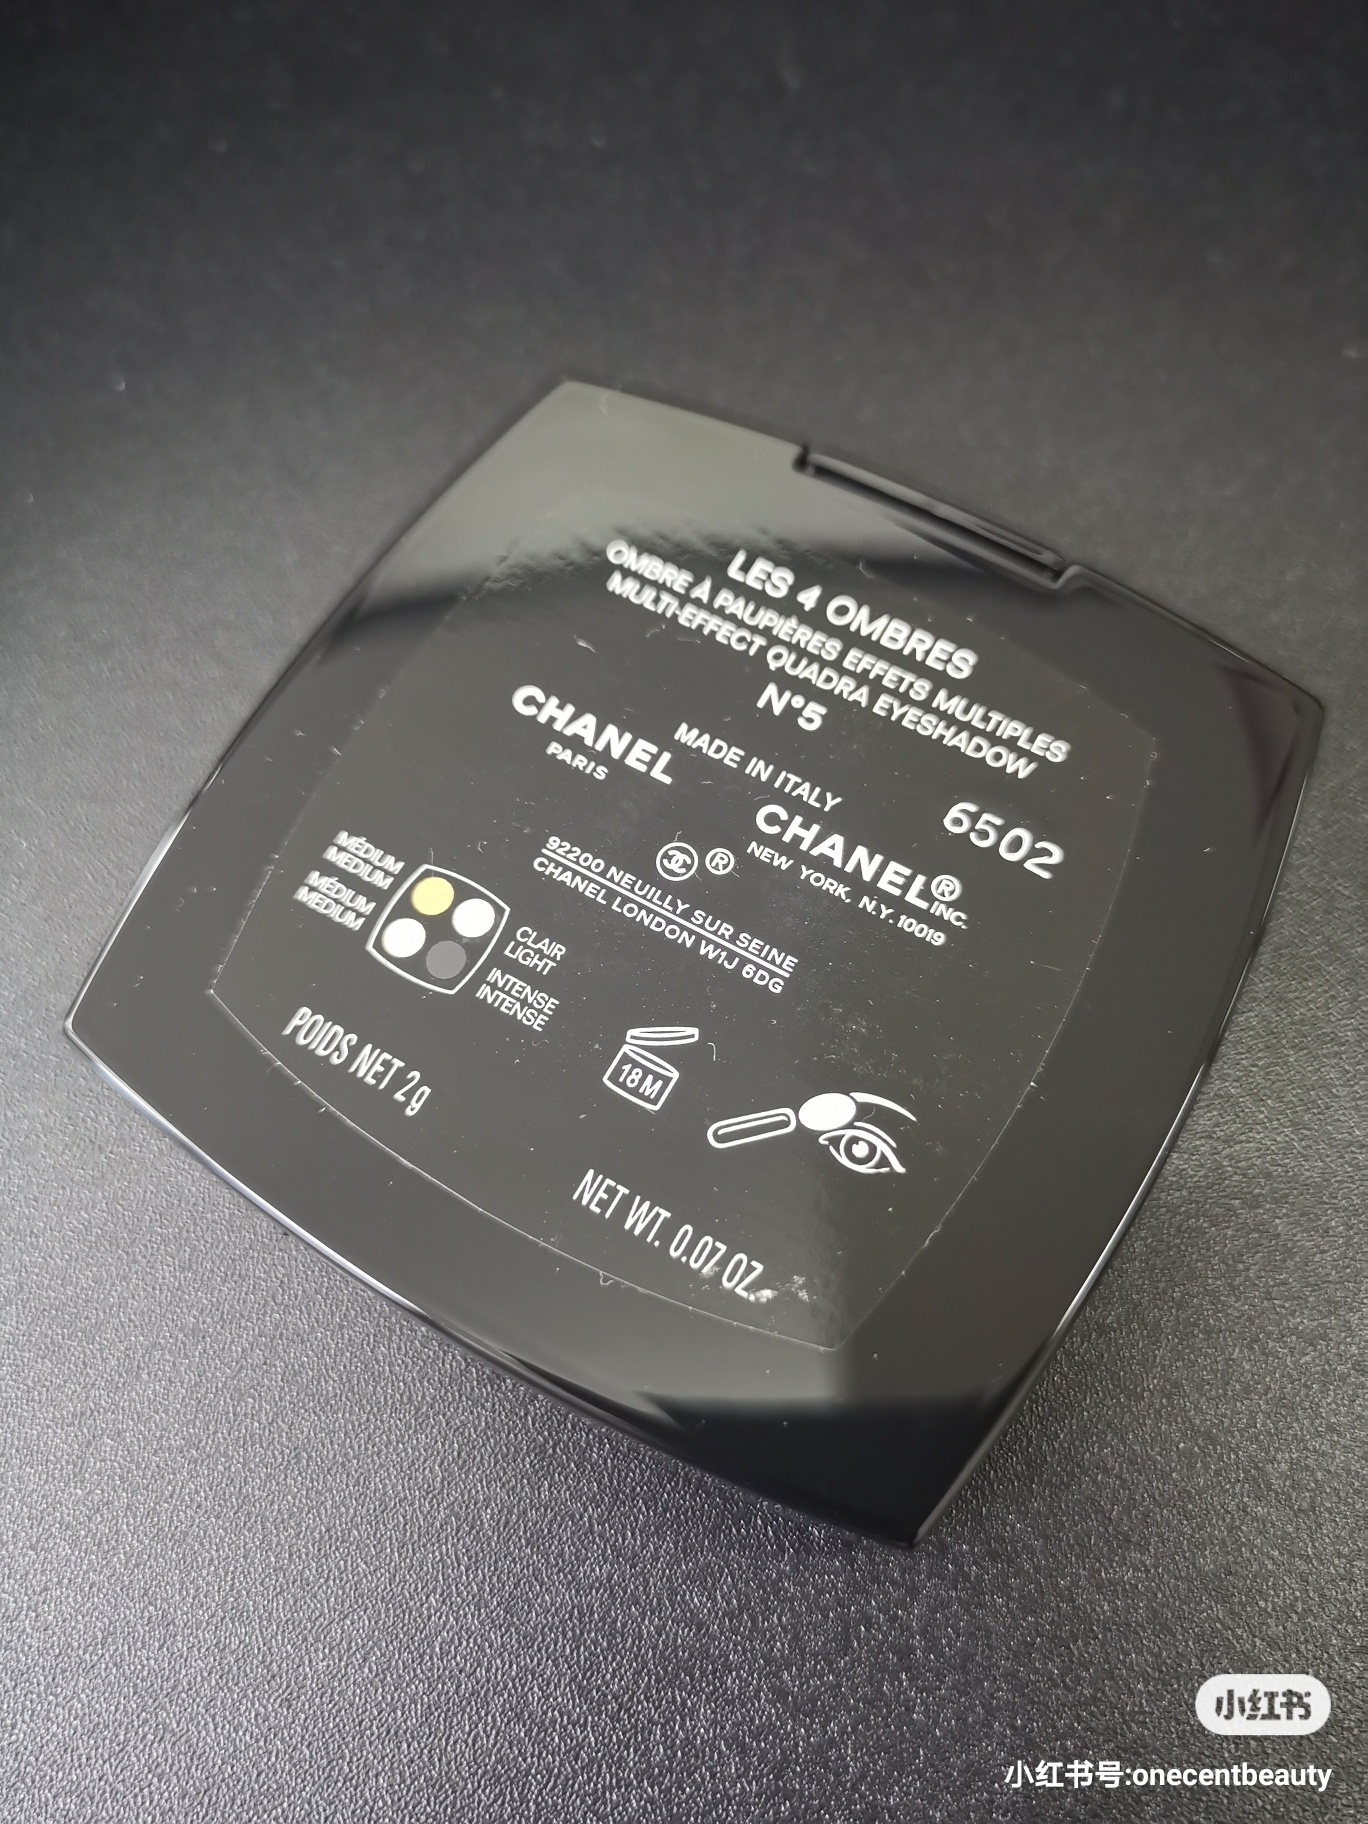 LES 4 OMBRES
OMBRE À PAUPIÈRES EFFETS MULTIPLES
MULTI-EFFECT QUADRA EYESHADOW
N°5
MADE IN ITALY
CHANEL
PARIS
6502
CHANEL®
INC.
NEW YORK, N.Y. 10019
®
92200 NEUILLY SUR SEINE
CHANEL LONDON W1J 6DG
MÉDIUM
MEDIUM
MÉDIUM
MEDIUM
CLAIR
LIGHT
INTENSE
INTENSE
POIDS NET 2g
18 M
NET WT. 0.07 OZ.
小红书
小红书号:onecentbeauty